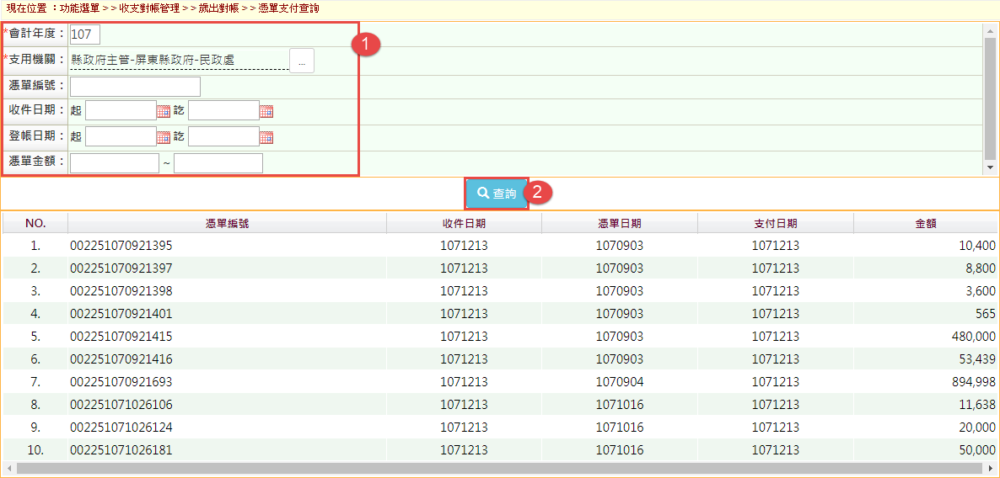 現在位置 ：功能選單 >> 收支對帳管理 >> 歲出對帳 >> 憑單支付查詢
*會計年度： 107
1
*支用機關： 縣政府主管-屏東縣政府-民政處 ...
憑單編號：
收件日期： 起 訖
登帳日期： 起 訖
憑單金額： ~
查詢 2
NO. 憑單編號 收件日期 憑單日期 支付日期 金額
1. 002251070921395 1071213 1070903 1071213 10,400
2. 002251070921397 1071213 1070903 1071213 8,800
3. 002251070921398 1071213 1070903 1071213 3,600
4. 002251070921401 1071213 1070903 1071213 565
5. 002251070921415 1071213 1070903 1071213 480,000
6. 002251070921416 1071213 1070903 1071213 53,439
7. 002251070921693 1071213 1070904 1071213 894,998
8. 002251071026106 1071213 1071016 1071213 11,638
9. 002251071026124 1071213 1071016 1071213 20,000
10. 002251071026181 1071213 1071016 1071213 50,000